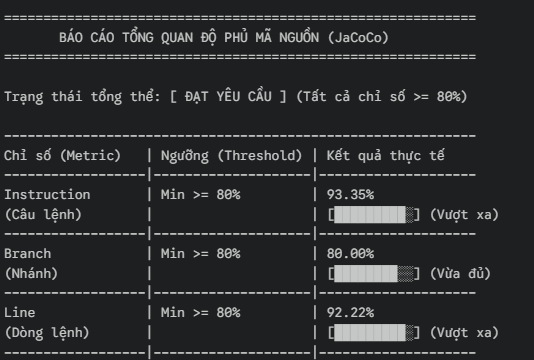 ============================================================
BÁO CÁO TỔNG QUAN ĐỘ PHỦ MÃ NGUỒN (JaCoCo)
============================================================
Trạng thái tổng thể: [ ĐẠT YÊU CẦU ] (Tất cả chỉ số >= 80%)
------------------------------------------------------------
Chỉ số (Metric) | Ngưỡng (Threshold) | Kết quả thực tế
------------------|--------------------|--------------------
Instruction | Min >= 80% | 93.35%
(Câu lệnh) | | [█████████░] (Vượt xa)
------------------|--------------------|--------------------
Branch | Min >= 80% | 80.00%
(Nhánh) | | [████████░░] (Vừa đủ)
------------------|--------------------|--------------------
Line | Min >= 80% | 92.22%
(Dòng lệnh) | | [█████████░] (Vượt xa)
------------------|--------------------|--------------------